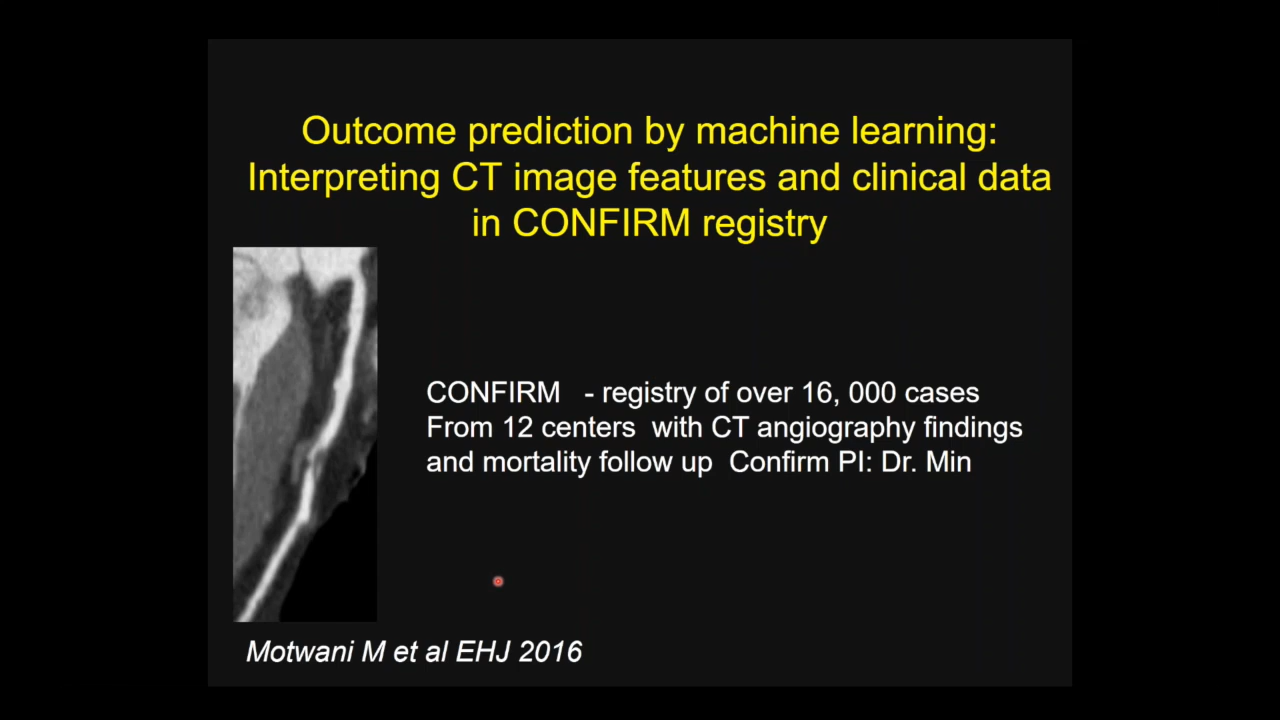 Outcome prediction by machine learning:
Interpreting CT image features and clinical data
in CONFIRM registry
CONFIRM - registry of over 16, 000 cases
From 12 centers with CT angiography findings
and mortality follow up Confirm PI: Dr. Min
Motwani M et al EHJ 2016